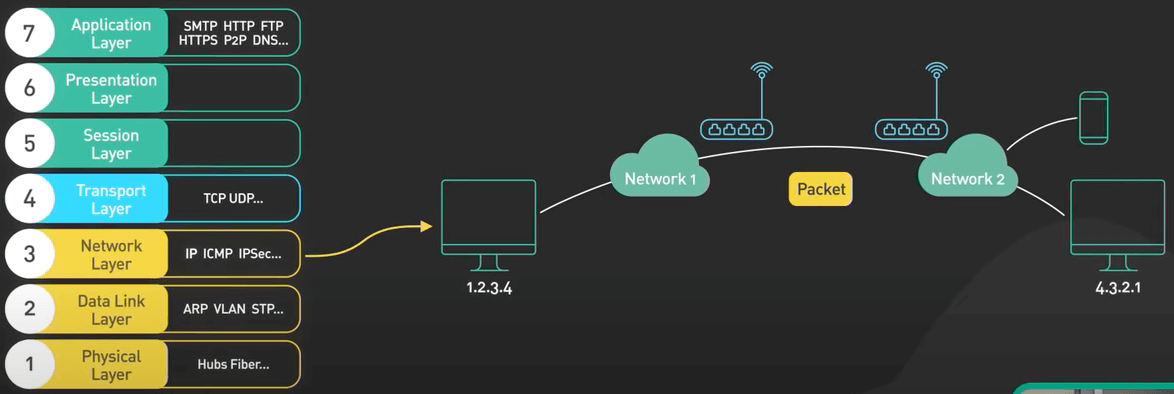 7
Application
Layer
SMTP HTTP FTP
HTTPS P2P DNS...
6
Presentation
Layer
5
Session
Layer
4
Transport
Layer
TCP UDP...
3
Network
Layer
IP ICMP IPSec...
2
Data Link
Layer
ARP VLAN STP...
1
Physical
Layer
Hubs Fiber...
1.2.3.4
Network 1
Packet
Network 2
4.3.2.1